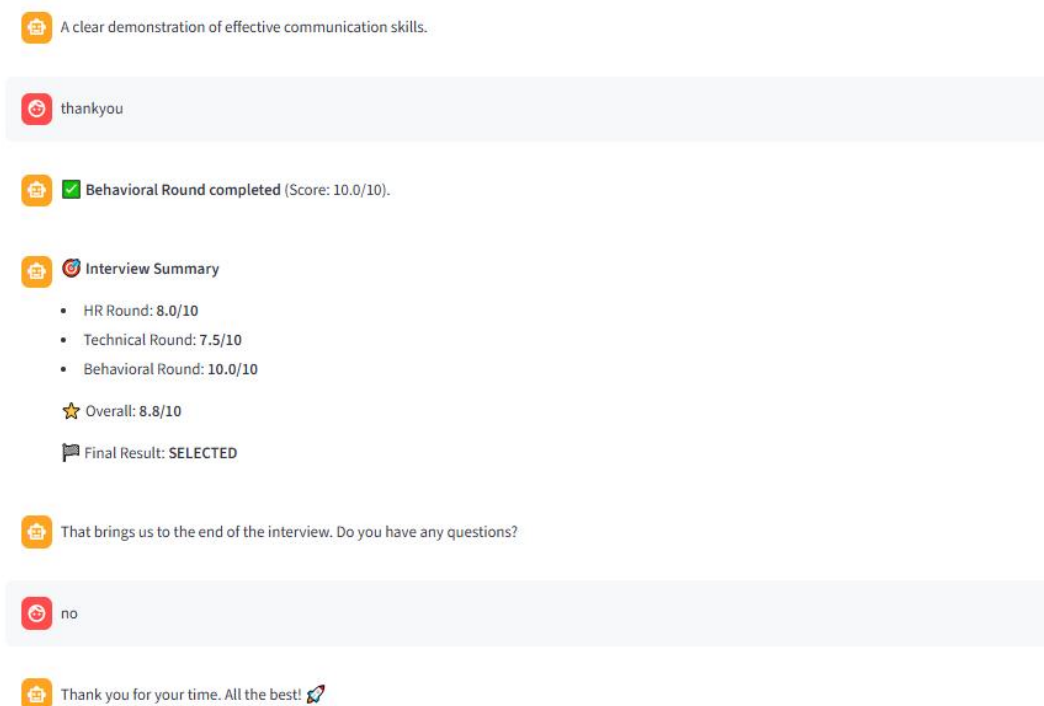 A clear demonstration of effective communication skills.
thankyou
✅ Behavioral Round completed (Score: 10.0/10).
🎯 Interview Summary
• HR Round: 8.0/10
• Technical Round: 7.5/10
• Behavioral Round: 10.0/10
⭐ Overall: 8.8/10
🏁 Final Result: SELECTED
That brings us to the end of the interview. Do you have any questions?
no
Thank you for your time. All the best! 🚀